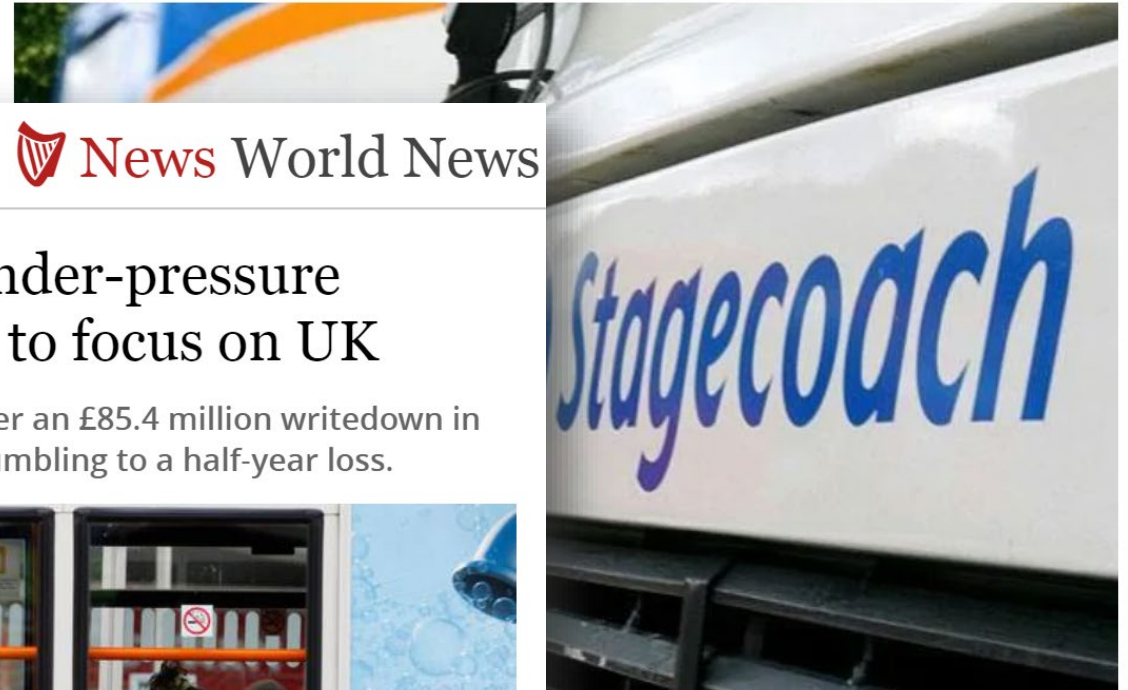 News World News
nder-pressure
to focus on UK
er an £85.4 million writedown in
umbling to a half-year loss.
Stagecoach